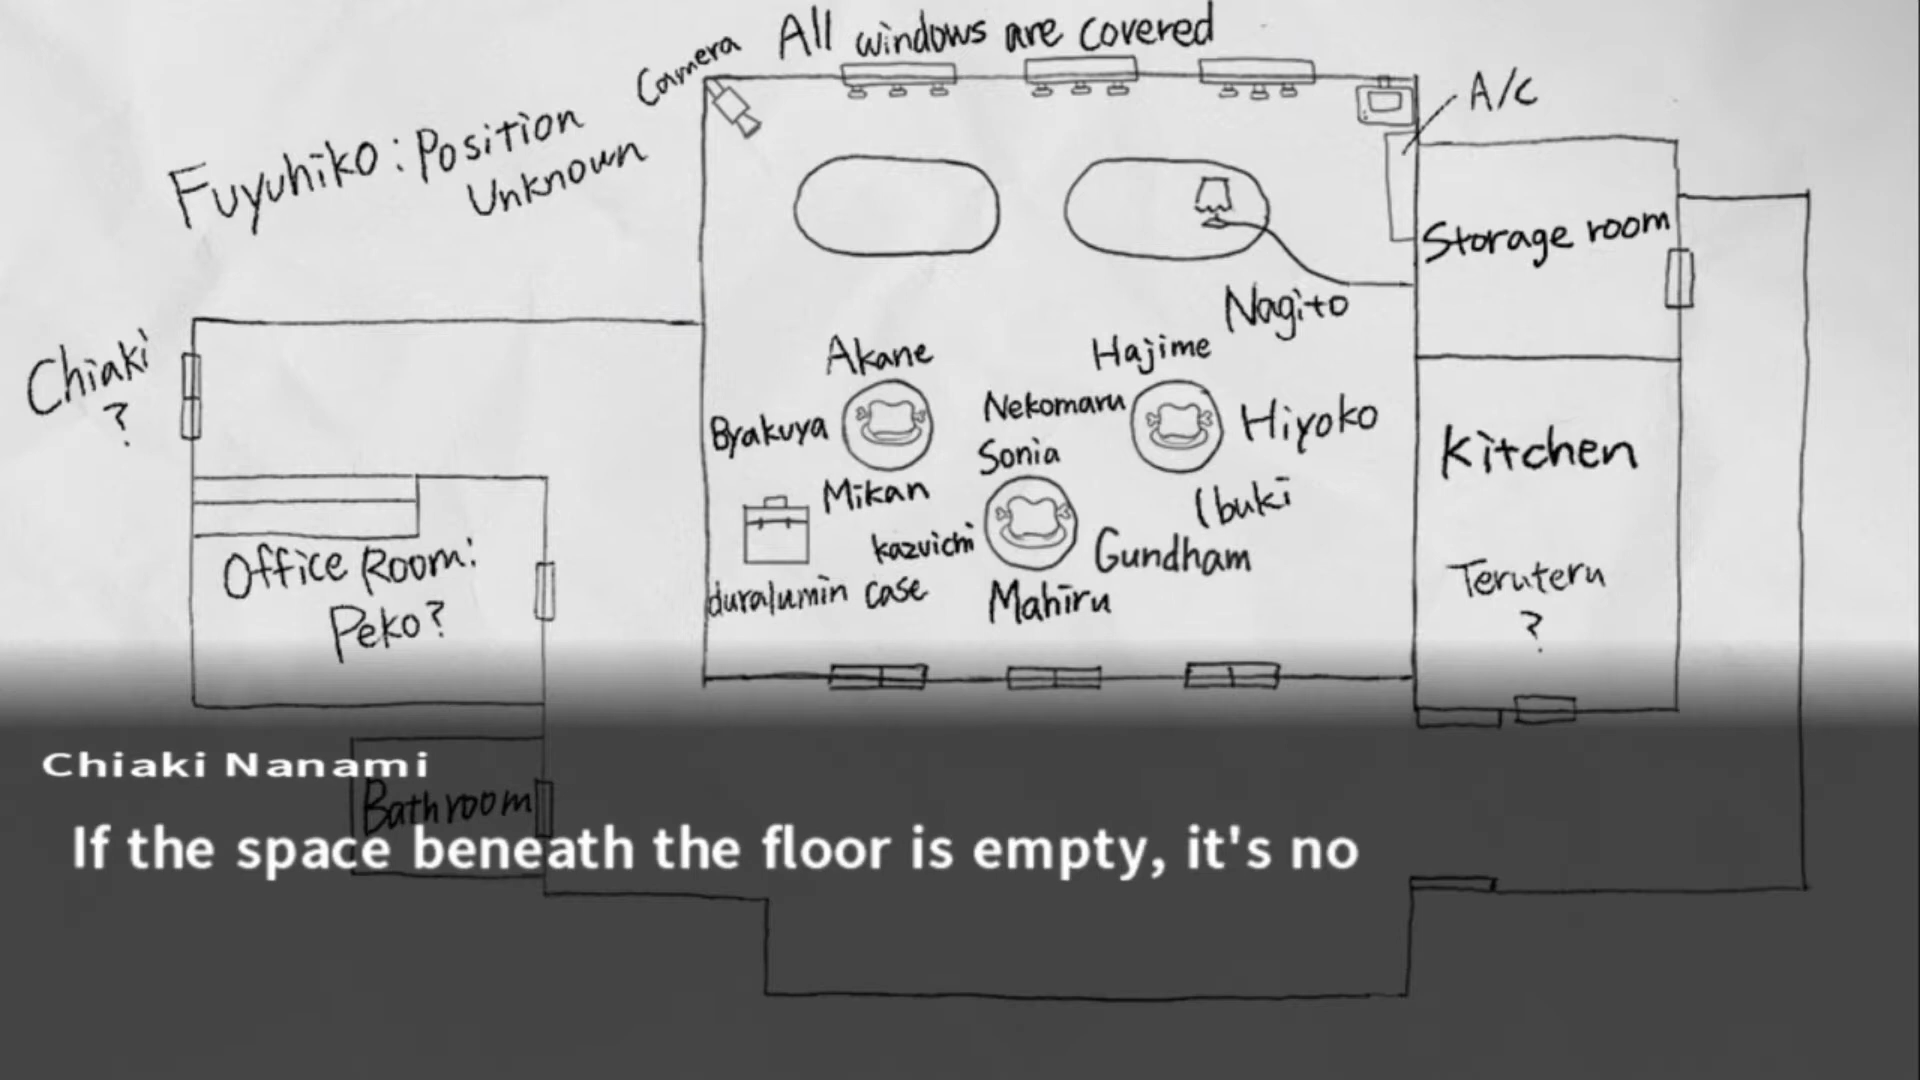 All windows are covered
Camera
A/C
Fuyuhiko: Position
Unknown
Storage room
Nagito
Chiaki
?
Akane
Hajime
Byakuya
Nekomaru
Hiyoko
Sonia
Kitchen
Mikan
Ibuki
kazuichi
Gundham
Office Room:
Peko?
duralumin case
Mahiru
Teruteru
?
Chiaki Nanami
Bathroom
If the space beneath the floor is empty, it's no